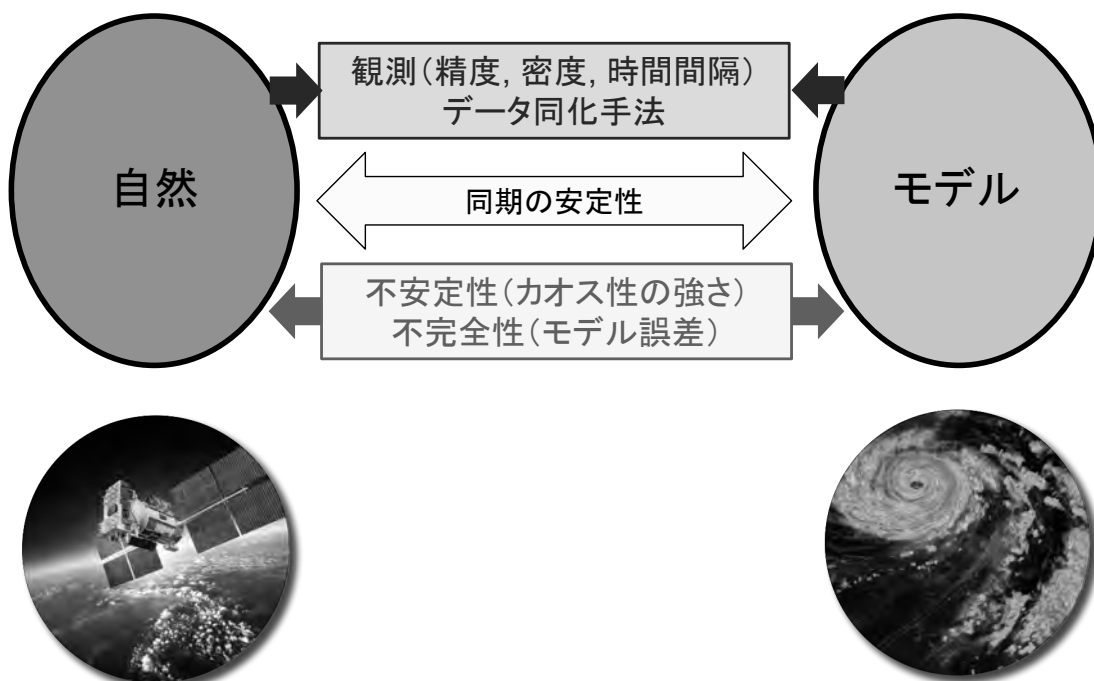 観測(精度, 密度, 時間間隔)
データ同化手法
自然
同期の安定性
モデル
不安定性(カオス性の強さ)
不完全性(モデル誤差)